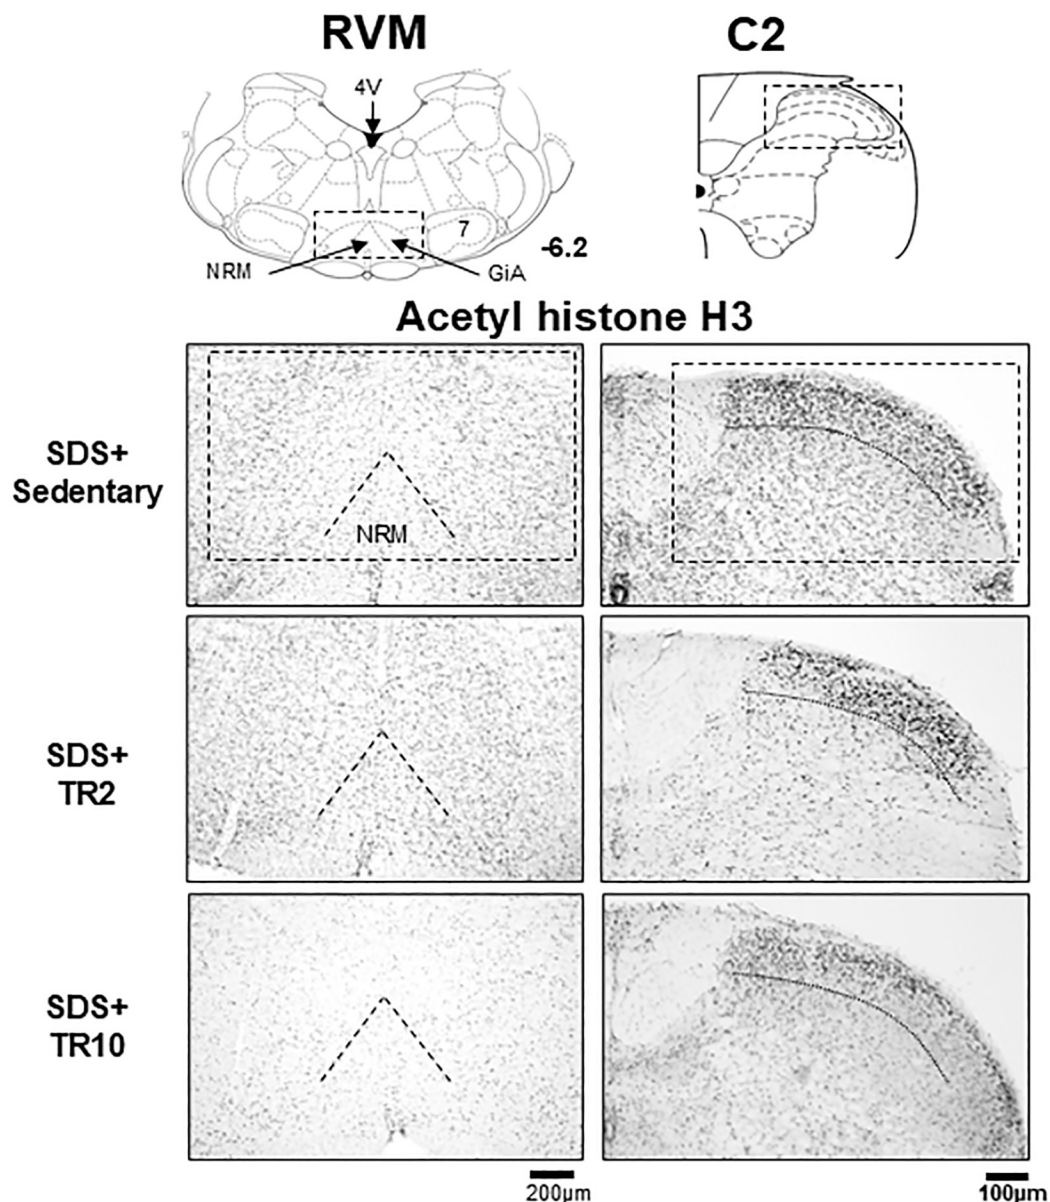 RVM
C2
4V
7
-6.2
NRM
GiA
Acetyl histone H3
SDS+
Sedentary
NRM
SDS+
TR2
SDS+
TR10
200µm
100µm